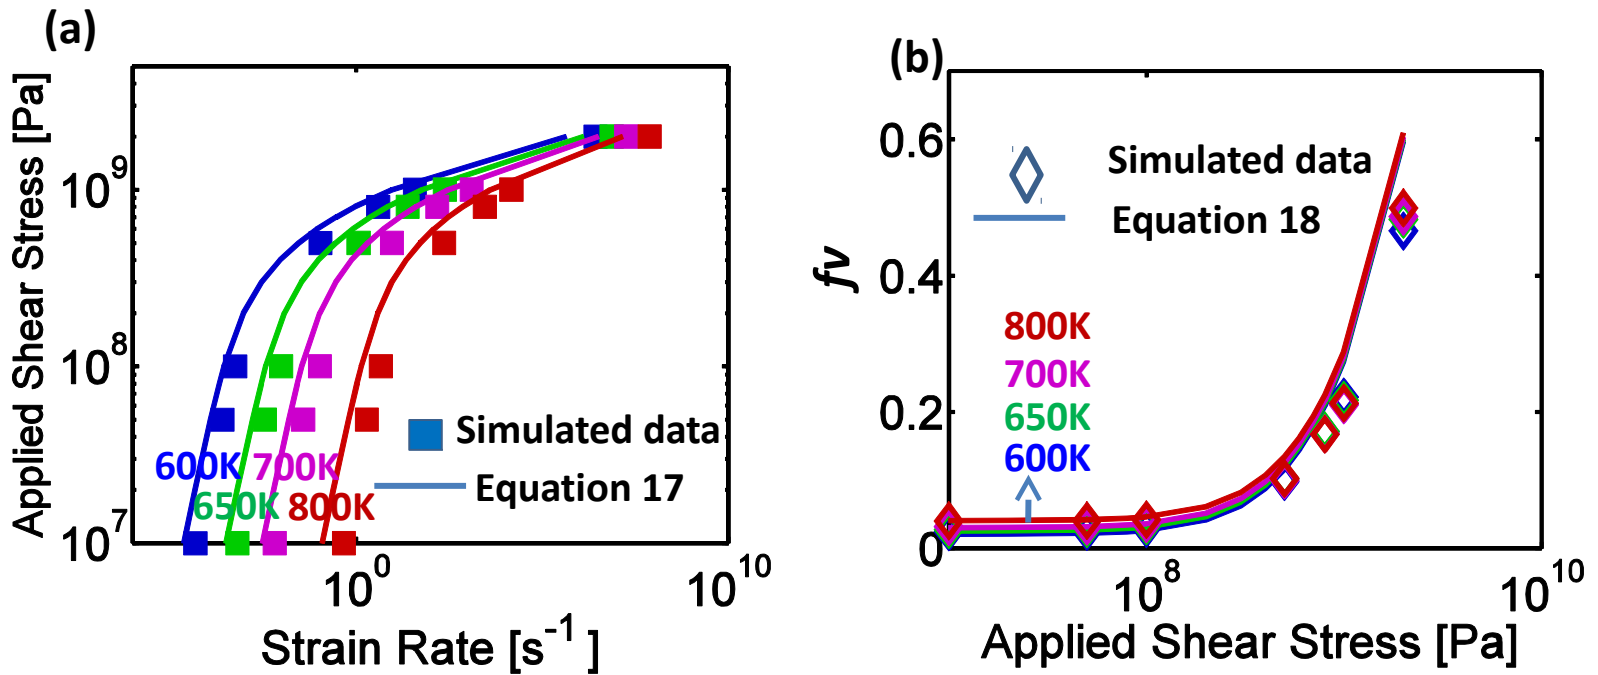 (a)
Applied Shear Stress [Pa]
10^9
10^8
10^7
600K
700K
650K
800K
Simulated data
Equation 17
10^0
10^10
Strain Rate [s^-1 ]
(b)
fv
0.6
0.4
0.2
0
Simulated data
Equation 18
800K
700K
650K
600K
10^8
10^10
Applied Shear Stress [Pa]